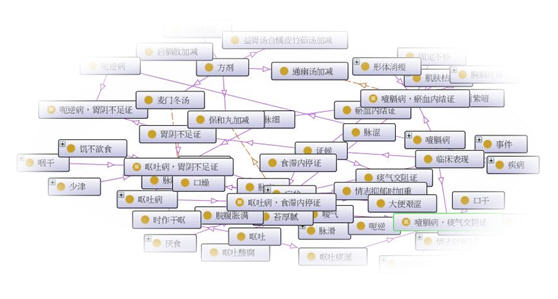 益胃汤合橘皮竹茹汤加减
启膈散加减
呃逆病
方剂
通幽汤加减
形体消瘦
肌肤枯
麦门冬汤
噎膈病，瘀血内结证
呃逆病，胃阴不足证
保和丸加减
脉细
瘀血内结证
胃阴不足证
脉涩
噎膈病
事件
饥不欲食
证候
咽干
呕吐病，胃阴不足证
食滞内停证
临床表现
疾病
少津
口燥
痰气交阻证
情志抑郁时加重
呕吐病
呕吐病，食滞内停证
大便艰涩
口干
时作干呕
脘腹胀满
苔厚腻
嗳气
噎膈病，痰气交阻证
脉滑
呃逆
厌食
呕吐
呕吐酸腐
呕吐痰涎